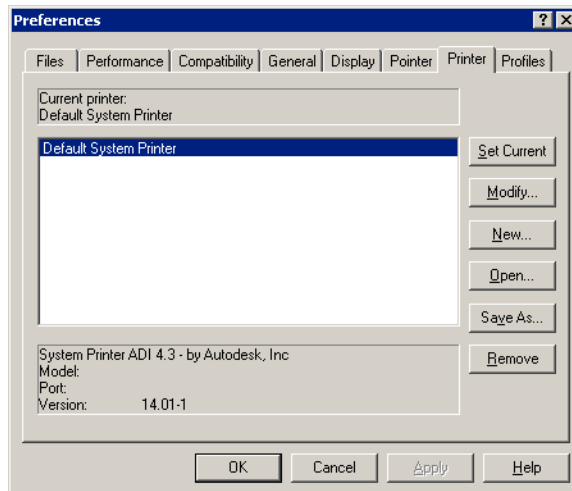 Preferences
Files Performance Compatibility General Display Pointer Printer Profiles
Current printer:
Default System Printer
Default System Printer
Set Current
Modify...
New...
Open...
Save As...
Remove
System Printer ADI 4.3 - by Autodesk, Inc
Model:
Port:
Version: 14.01-1
OK Cancel Apply Help